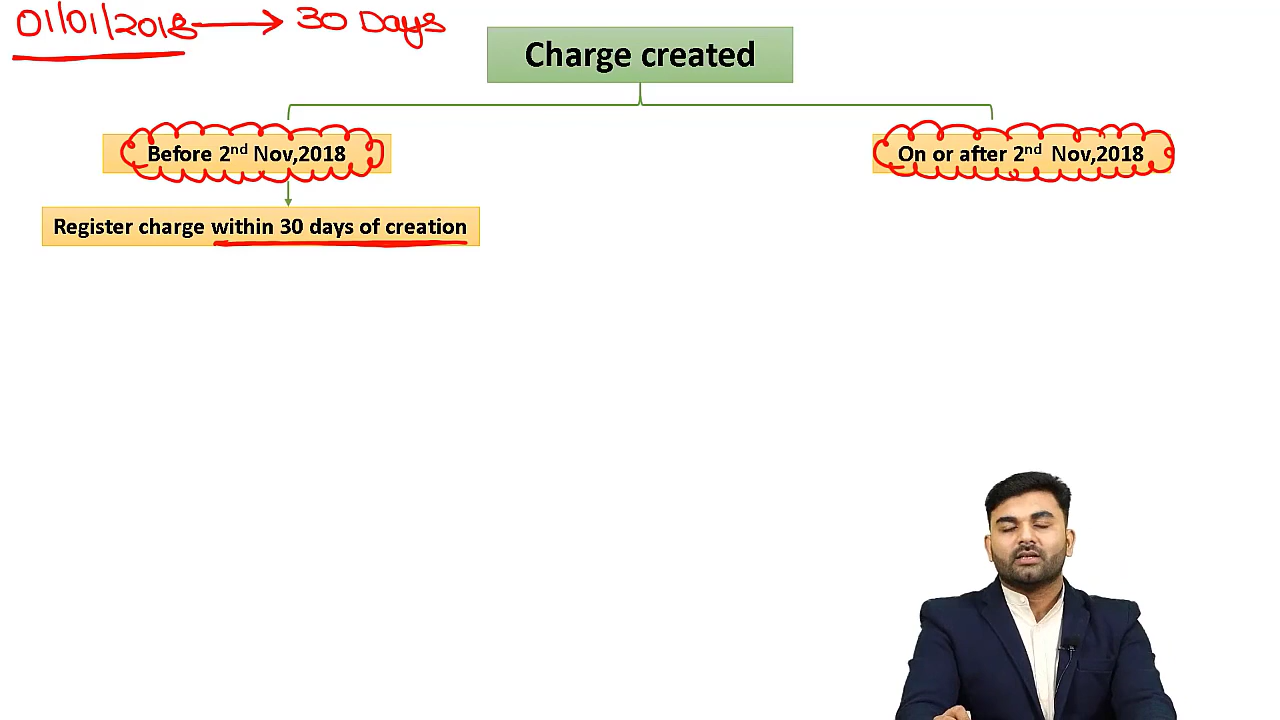 01/01/2018 → 30 Days
Charge created
Before 2nd Nov,2018
On or after 2nd Nov,2018
Register charge within 30 days of creation